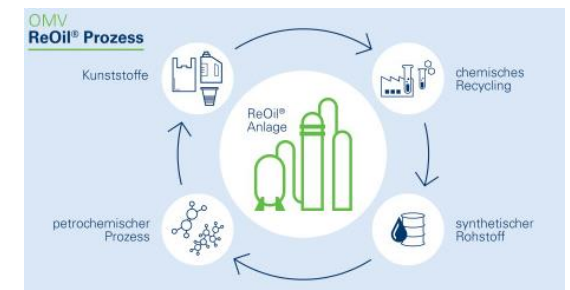 OMV
ReOil® Prozess
Kunststoffe
chemisches
Recycling
ReOil®
Anlage
petrochemischer
Prozess
synthetischer
Rohstoff